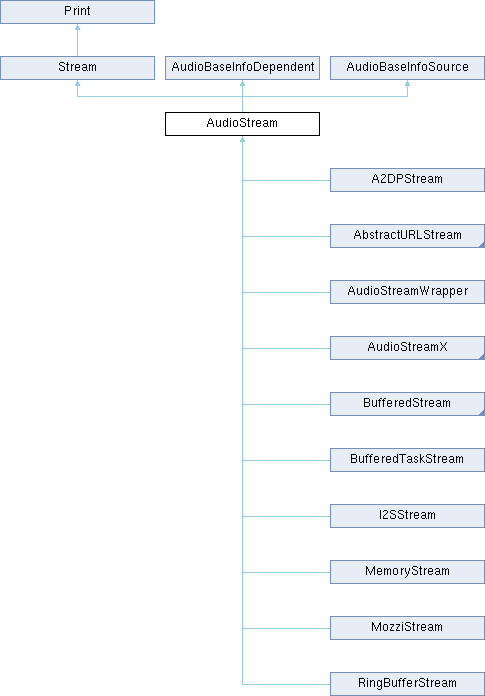 Print
Stream
AudioBaseInfoDependent
AudioBaseInfoSource
AudioStream
A2DPStream
AbstractURLStream
AudioStreamWrapper
AudioStreamX
BufferedStream
BufferedTaskStream
I2SStream
MemoryStream
MozziStream
RingBufferStream